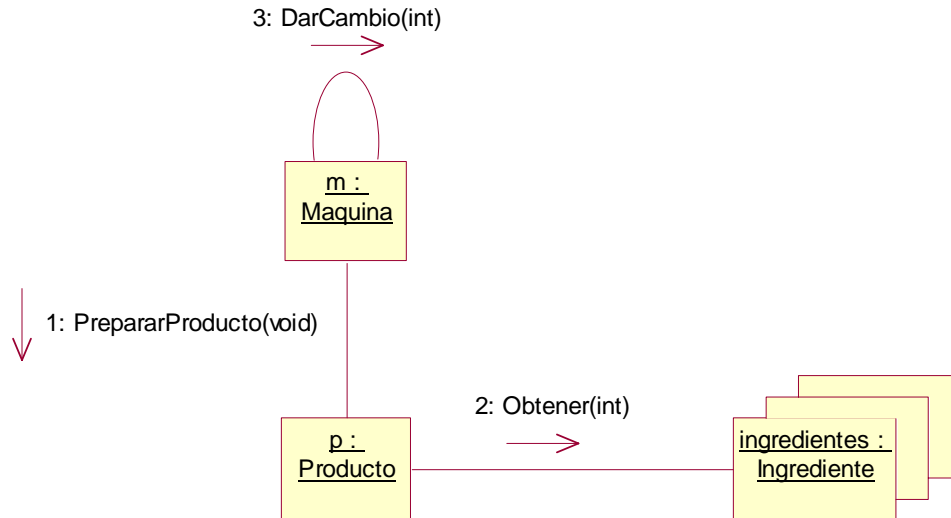 3: DarCambio(int)
m :
Maquina
1: PrepararProducto(void)
2: Obtener(int)
p :
Producto
ingredientes :
Ingrediente